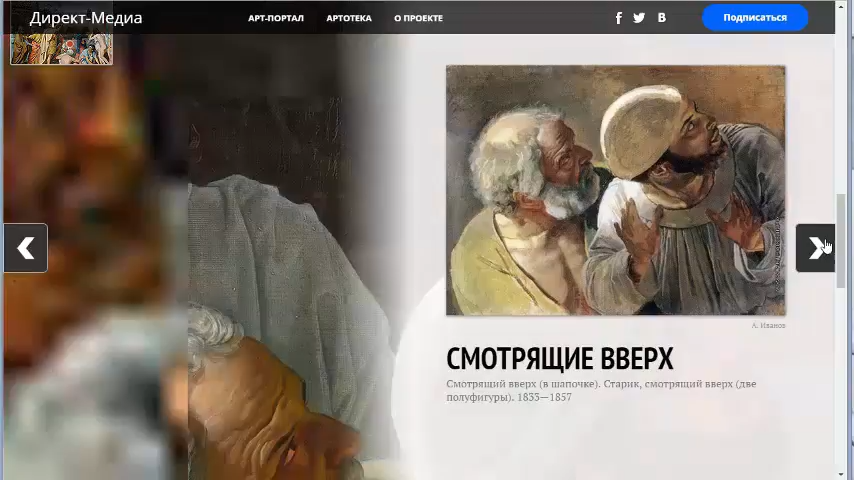 Директ-Медиа
АРТ-ПОРТАЛ
АРТОТЕКА
О ПРОЕКТЕ
Подписаться
А. Иванов
СМОТРЯЩИЕ ВВЕРХ
Смотрящий вверх (в шапочке). Старик, смотрящий вверх (две
полуфигуры). 1833—1857